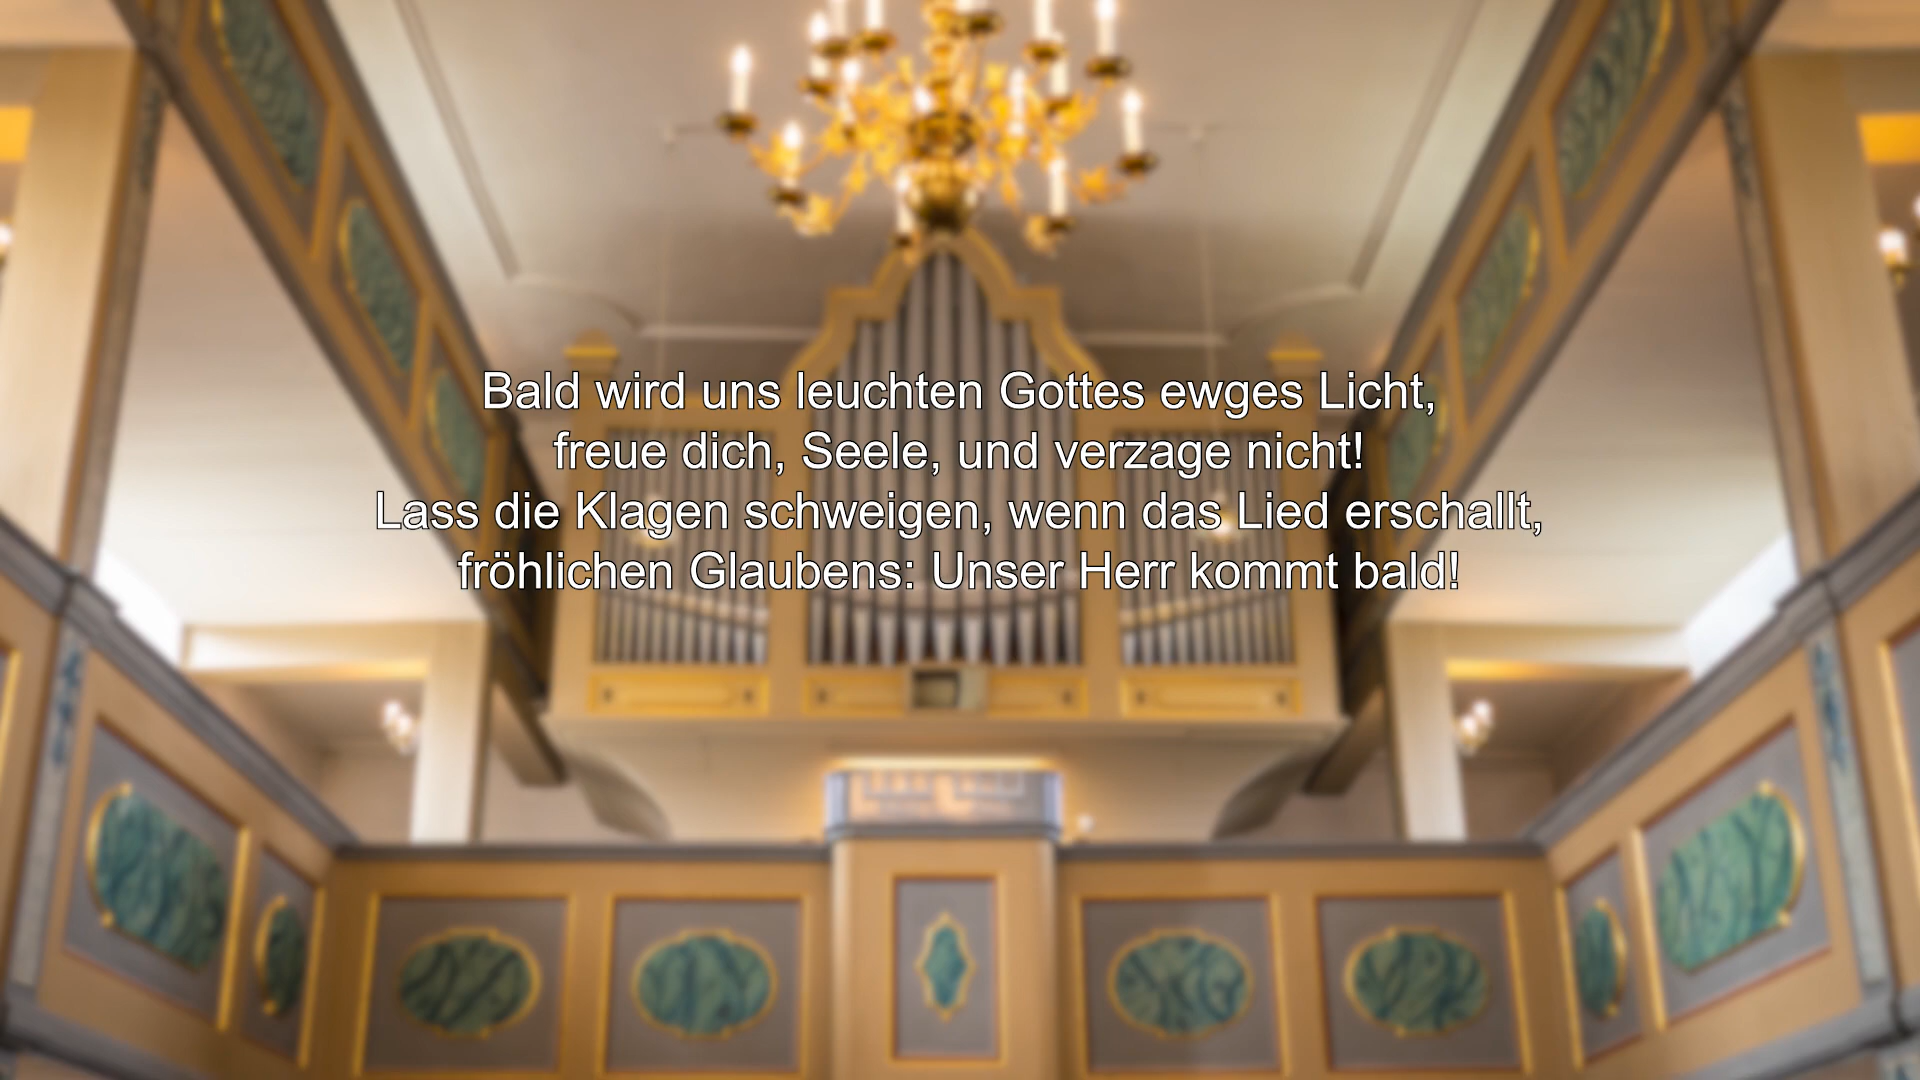 Bald wird uns leuchten Gottes ewges Licht,
freue dich, Seele, und verzage nicht!
Lass die Klagen schweigen, wenn das Lied erschallt,
fröhlichen Glaubens: Unser Herr kommt bald!